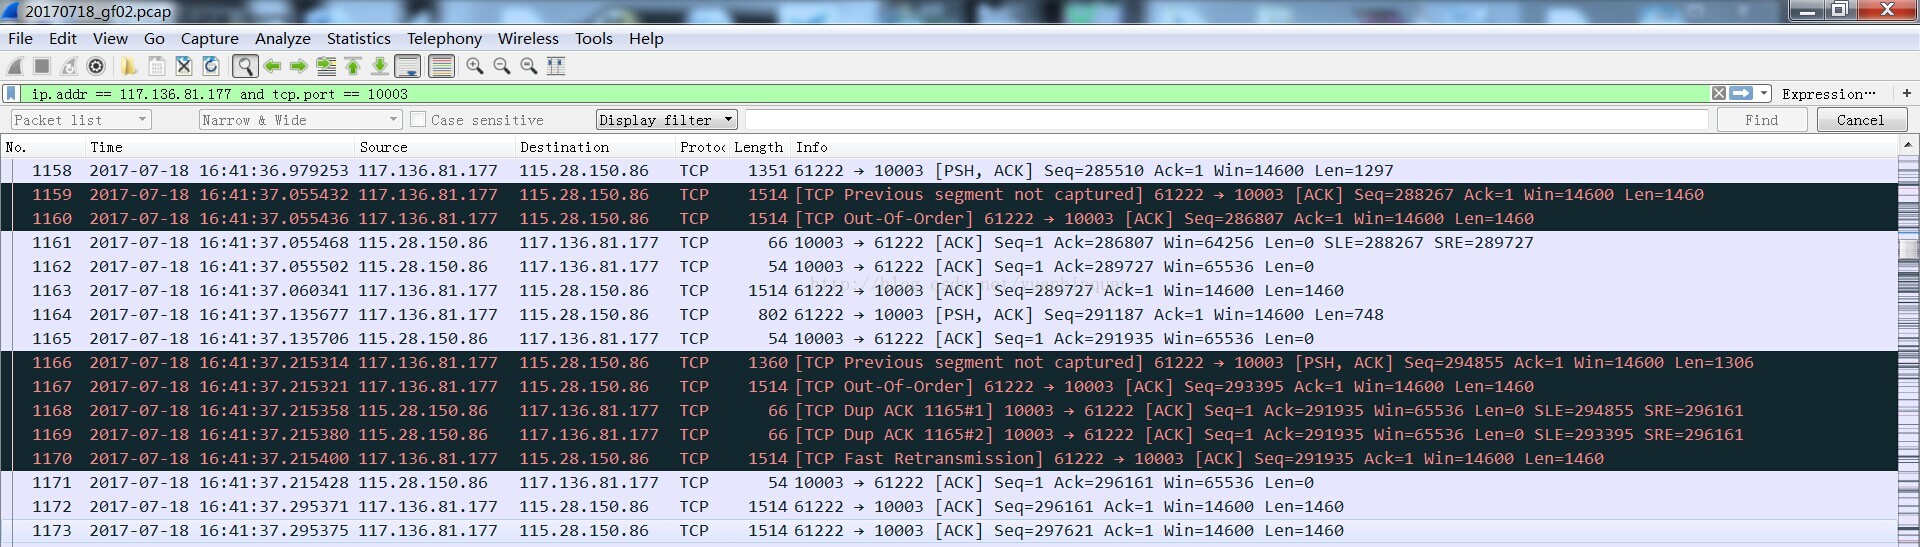 20170718_gf02.pcap
File Edit View Go Capture Analyze Statistics Telephony Wireless Tools Help
ip.addr == 117.136.81.177 and tcp.port == 10003 Expression… +
Packet list Narrow & Wide Case sensitive Display filter Find Cancel
No. Time Source Destination Protoc Length Info
1158 2017-07-18 16:41:36.979253 117.136.81.177 115.28.150.86 TCP 1351 61222 → 10003 [PSH, ACK] Seq=285510 Ack=1 Win=14600 Len=1297
1159 2017-07-18 16:41:37.055432 117.136.81.177 115.28.150.86 TCP 1514 [TCP Previous segment not captured] 61222 → 10003 [ACK] Seq=288267 Ack=1 Win=14600 Len=1460
1160 2017-07-18 16:41:37.055436 117.136.81.177 115.28.150.86 TCP 1514 [TCP Out-Of-Order] 61222 → 10003 [ACK] Seq=286807 Ack=1 Win=14600 Len=1460
1161 2017-07-18 16:41:37.055468 115.28.150.86 117.136.81.177 TCP 66 10003 → 61222 [ACK] Seq=1 Ack=286807 Win=64256 Len=0 SLE=288267 SRE=289727
1162 2017-07-18 16:41:37.055502 115.28.150.86 117.136.81.177 TCP 54 10003 → 61222 [ACK] Seq=1 Ack=289727 Win=65536 Len=0
1163 2017-07-18 16:41:37.060341 117.136.81.177 115.28.150.86 TCP 1514 61222 → 10003 [ACK] Seq=289727 Ack=1 Win=14600 Len=1460
1164 2017-07-18 16:41:37.135677 117.136.81.177 115.28.150.86 TCP 802 61222 → 10003 [PSH, ACK] Seq=291187 Ack=1 Win=14600 Len=748
1165 2017-07-18 16:41:37.135706 115.28.150.86 117.136.81.177 TCP 54 10003 → 61222 [ACK] Seq=1 Ack=291935 Win=65536 Len=0
1166 2017-07-18 16:41:37.215314 117.136.81.177 115.28.150.86 TCP 1360 [TCP Previous segment not captured] 61222 → 10003 [PSH, ACK] Seq=294855 Ack=1 Win=14600 Len=1306
1167 2017-07-18 16:41:37.215321 117.136.81.177 115.28.150.86 TCP 1514 [TCP Out-Of-Order] 61222 → 10003 [ACK] Seq=293395 Ack=1 Win=14600 Len=1460
1168 2017-07-18 16:41:37.215358 115.28.150.86 117.136.81.177 TCP 66 [TCP Dup ACK 1165#1] 10003 → 61222 [ACK] Seq=1 Ack=291935 Win=65536 Len=0 SLE=294855 SRE=296161
1169 2017-07-18 16:41:37.215380 115.28.150.86 117.136.81.177 TCP 66 [TCP Dup ACK 1165#2] 10003 → 61222 [ACK] Seq=1 Ack=291935 Win=65536 Len=0 SLE=293395 SRE=296161
1170 2017-07-18 16:41:37.215400 117.136.81.177 115.28.150.86 TCP 1514 [TCP Fast Retransmission] 61222 → 10003 [ACK] Seq=291935 Ack=1 Win=14600 Len=1460
1171 2017-07-18 16:41:37.215428 115.28.150.86 117.136.81.177 TCP 54 10003 → 61222 [ACK] Seq=1 Ack=296161 Win=65536 Len=0
1172 2017-07-18 16:41:37.295371 117.136.81.177 115.28.150.86 TCP 1514 61222 → 10003 [ACK] Seq=296161 Ack=1 Win=14600 Len=1460
1173 2017-07-18 16:41:37.295375 117.136.81.177 115.28.150.86 TCP 1514 61222 → 10003 [ACK] Seq=297621 Ack=1 Win=14600 Len=1460